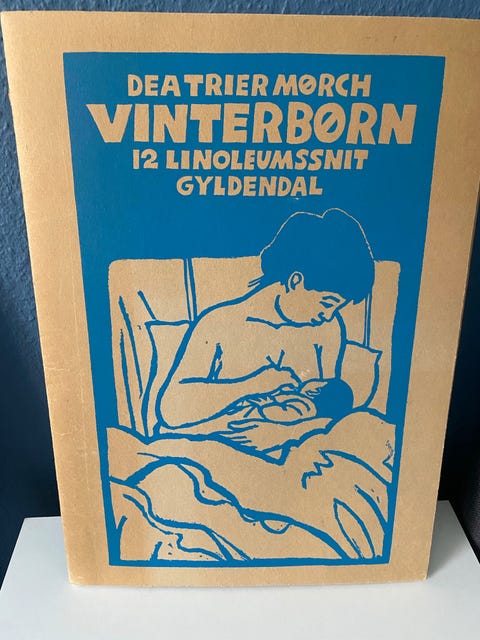 DEA TRIER MØRCH
VINTERBØRN
12 LINOLEUMSSNIT
GYLDENDAL